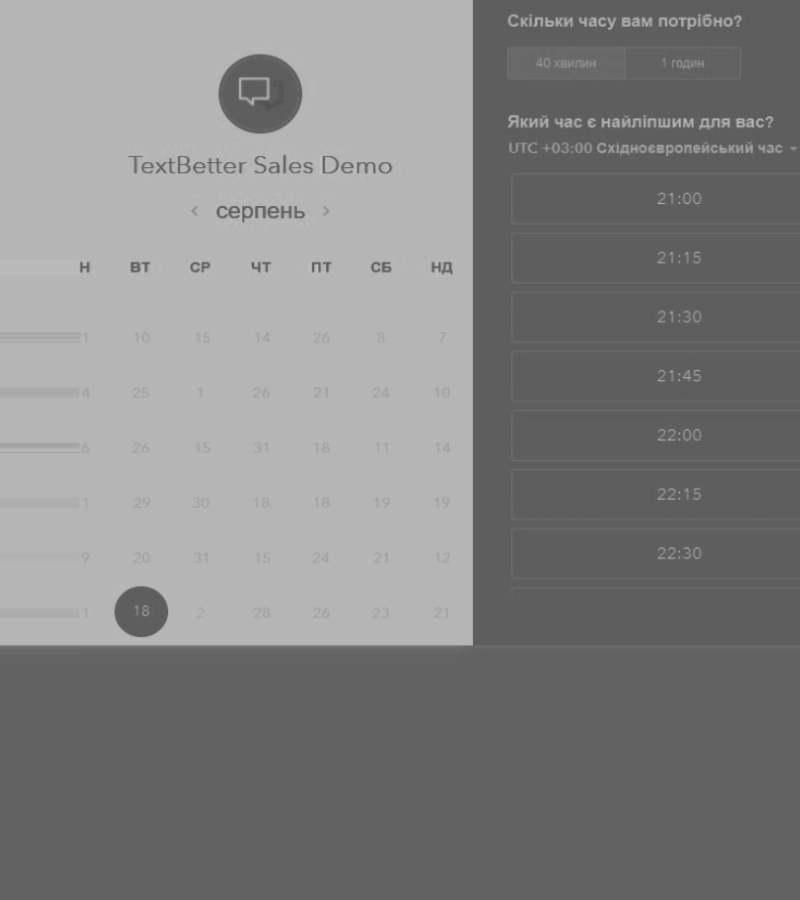 TextBetter Sales Demo
‹ серпень ›
Н ВТ СР ЧТ ПТ СБ НД
1 10 15 14 26 8 7
4 25 1 26 21 24 10
6 26 15 31 18 11 14
1 29 30 18 18 19 19
9 20 31 15 24 21 12
1 18 2 28 26 23 21
Скільки часу вам потрібно?
40 хвилин 1 годин
Який час є найліпшим для вас?
UTC +03:00 Східноєвропейський час
21:00
21:15
21:30
21:45
22:00
22:15
22:30